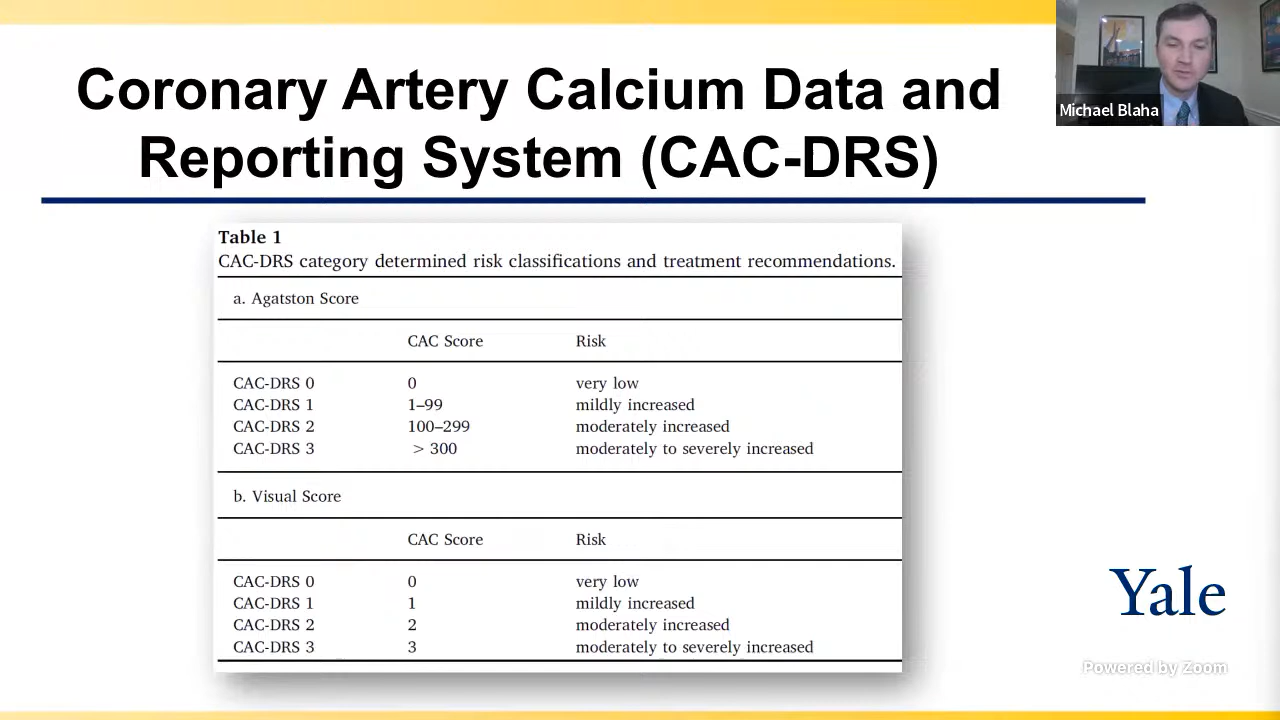 Coronary Artery Calcium Data and
Reporting System (CAC-DRS)
Michael Blaha
Table 1
CAC-DRS category determined risk classifications and treatment recommendations.
a. Agatston Score
CAC Score Risk
CAC-DRS 0 0 very low
CAC-DRS 1 1–99 mildly increased
CAC-DRS 2 100–299 moderately increased
CAC-DRS 3 > 300 moderately to severely increased
b. Visual Score
CAC Score Risk
CAC-DRS 0 0 very low
CAC-DRS 1 1 mildly increased
CAC-DRS 2 2 moderately increased
CAC-DRS 3 3 moderately to severely increased
Yale
Powered by Zoom